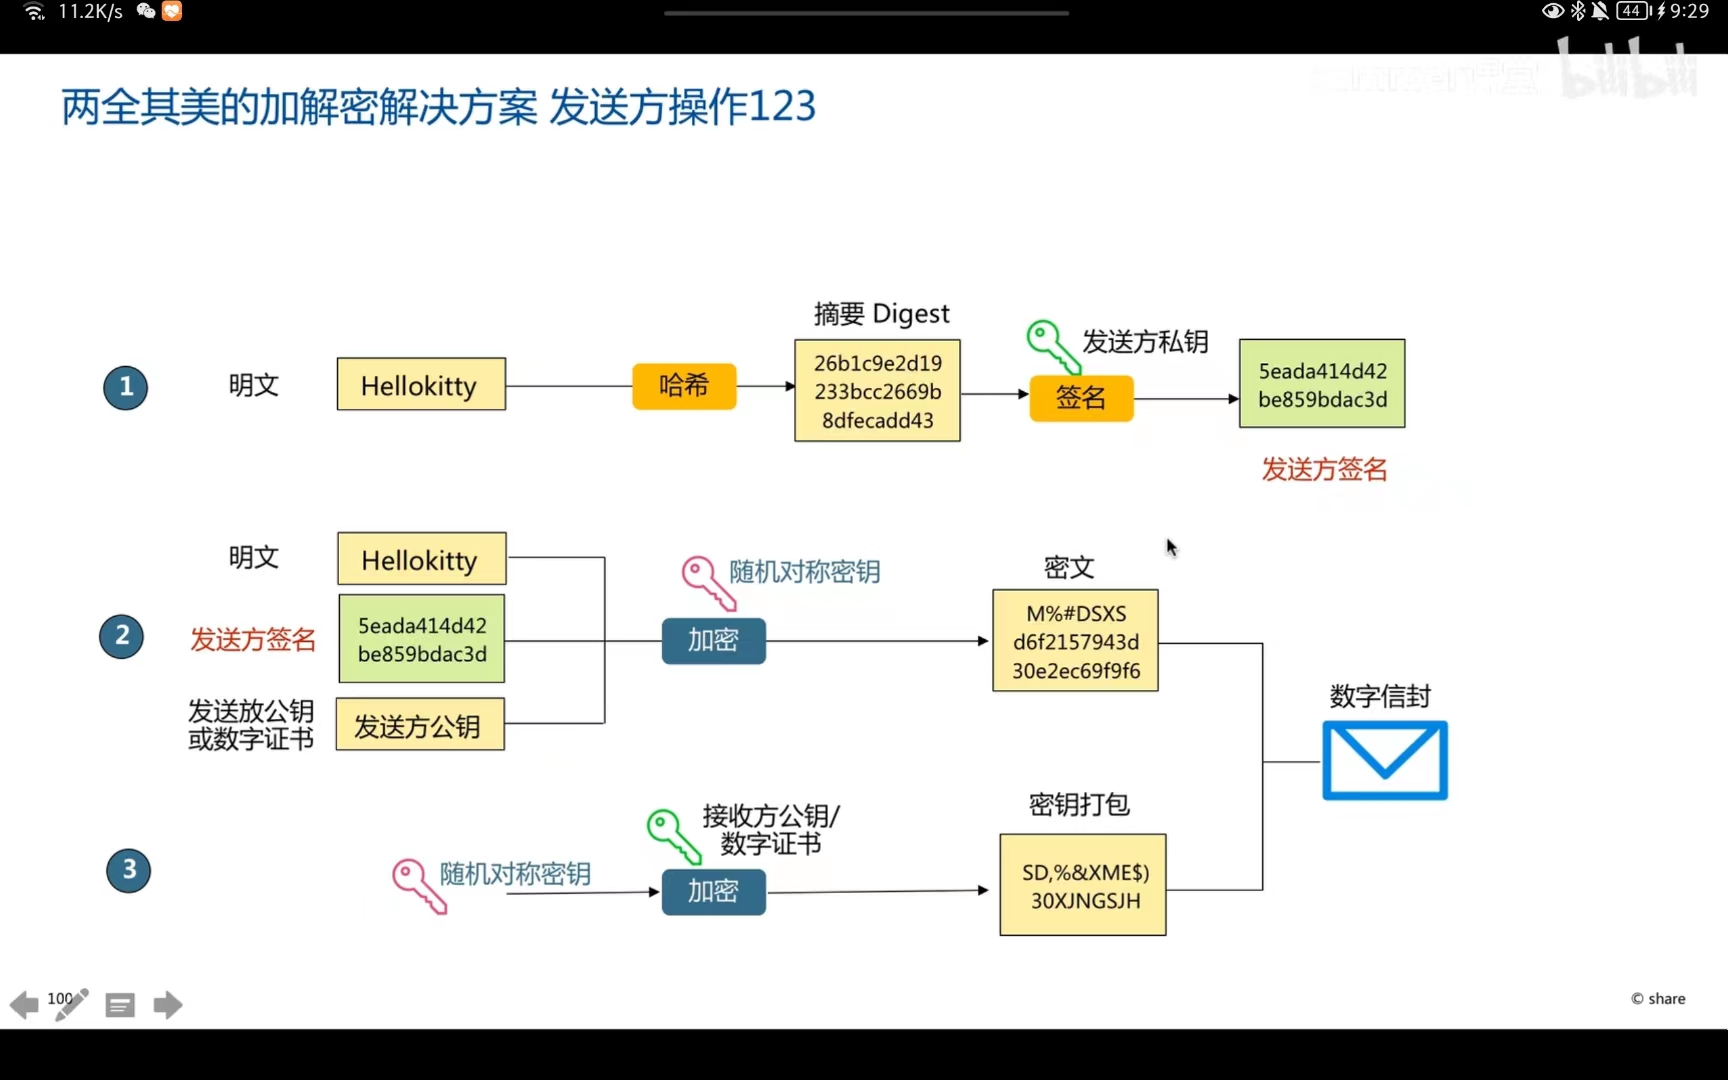 11.2K/s
44
9:29
bilibili
两全其美的加解密解决方案 发送方操作123
摘要 Digest
1
明文
Hellokitty
哈希
26b1c9e2d19
233bcc2669b
8dfecadd43
发送方私钥
签名
5eada414d42
be859bdac3d
发送方签名
2
明文
Hellokitty
发送方签名
5eada414d42
be859bdac3d
发送放公钥
或数字证书
发送方公钥
随机对称密钥
加密
密文
M%#DSXS
d6f2157943d
30e2ec69f9f6
数字信封
3
随机对称密钥
接收方公钥/
数字证书
加密
密钥打包
SD,%&XME$)
30XJNGSJH
100
© share